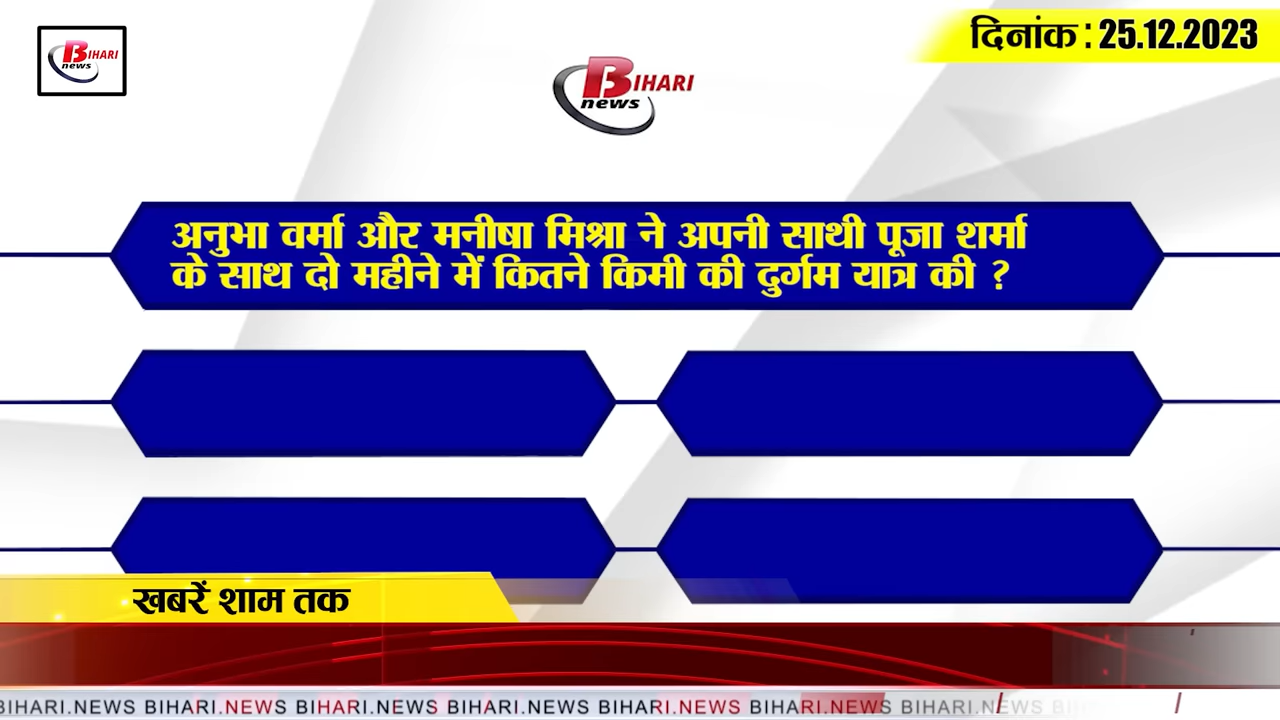 BIHARI
news
दिनांक : 25.12.2023
BIHARI
news
अनुभा वर्मा और मनीषा मिश्रा ने अपनी साथी पूजा शर्मा
के साथ दो महीने में कितने किमी की दुर्गम यात्र की ?
खबरें शाम तक
BIHARI.NEWS BIHARI.NEWS BIHARI.NEWS BIHARI.NEWS BIHARI.NEWS BIHARI.NEWS BIHARI.NEWS